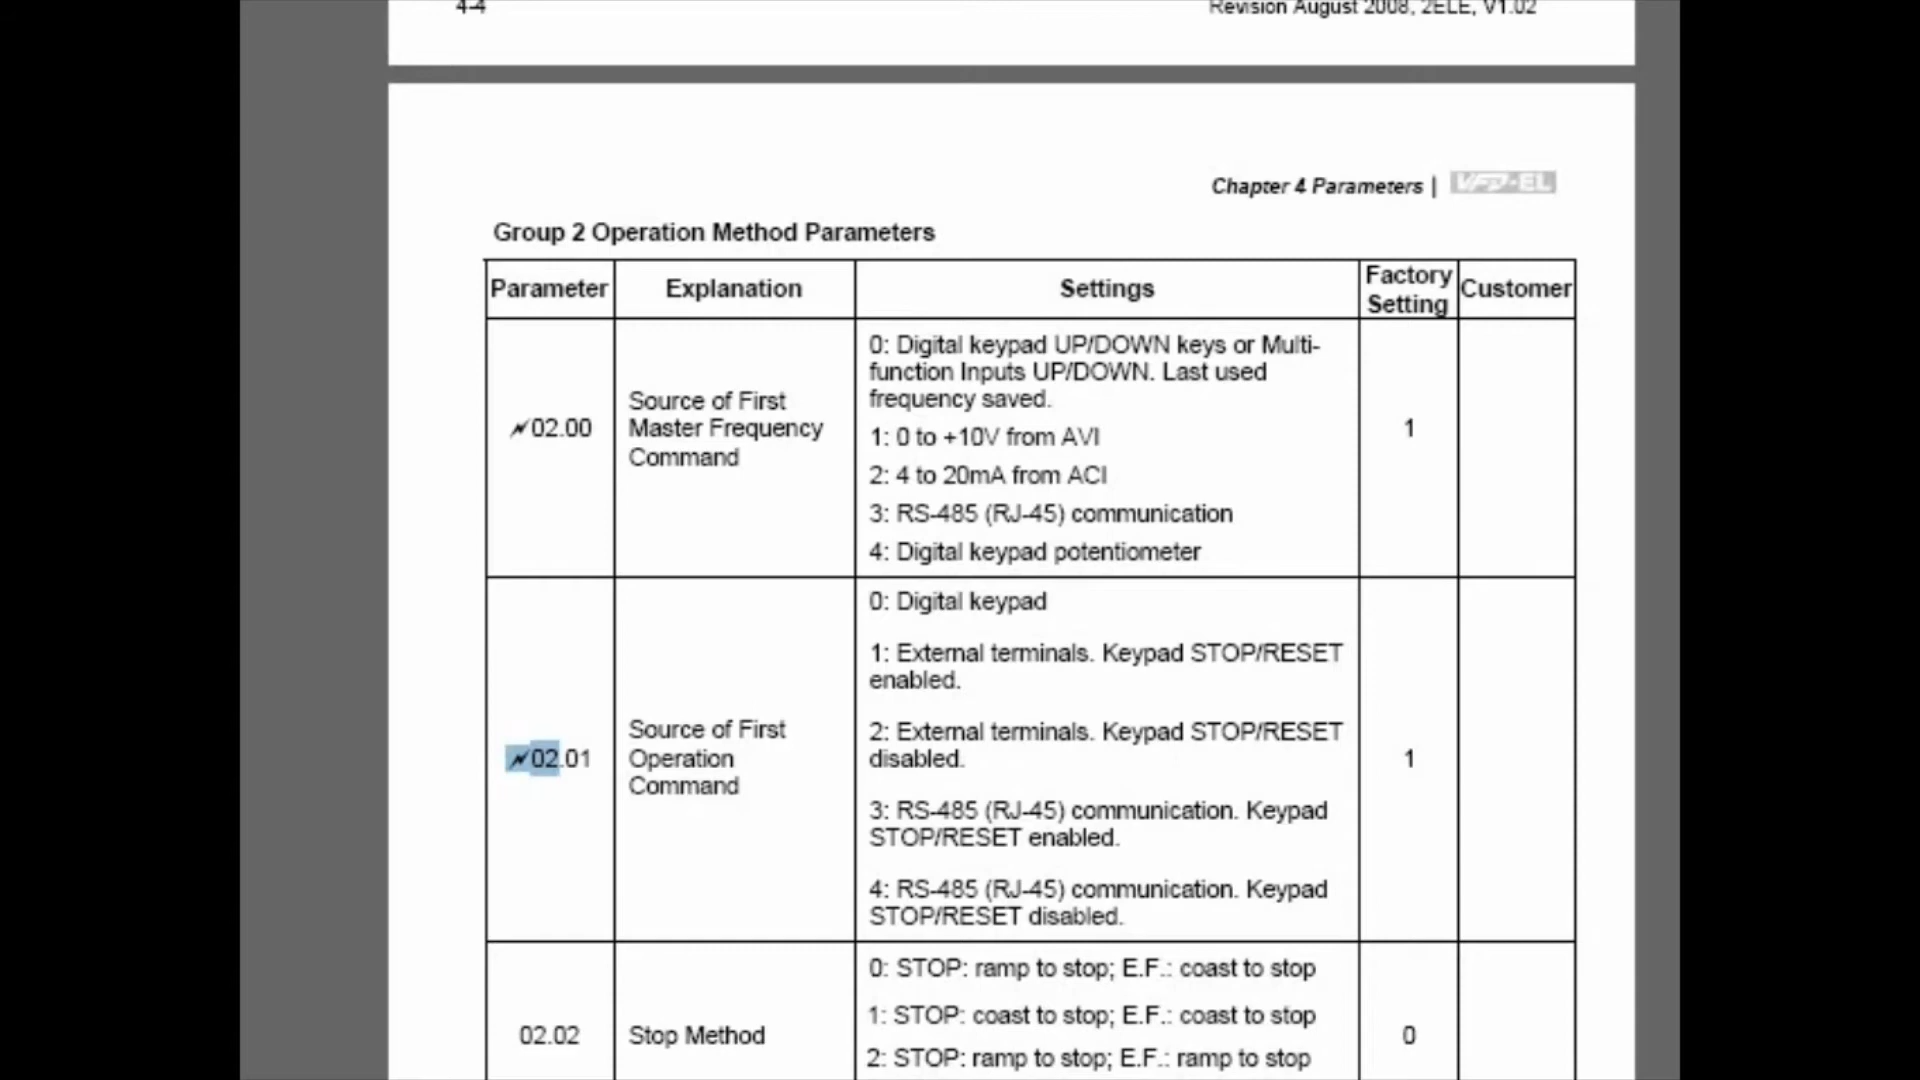 4-4
Revision August 2008, 2ELE, V1.02
Chapter 4 Parameters | VFD-EL
Group 2 Operation Method Parameters
Parameter
Explanation
Settings
Factory
Setting
Customer
02.00
Source of First
Master Frequency
Command
0: Digital keypad UP/DOWN keys or Multi-
function Inputs UP/DOWN. Last used
frequency saved.
1: 0 to +10V from AVI
2: 4 to 20mA from ACI
3: RS-485 (RJ-45) communication
4: Digital keypad potentiometer
1
02.01
Source of First
Operation
Command
0: Digital keypad
1: External terminals. Keypad STOP/RESET
enabled.
2: External terminals. Keypad STOP/RESET
disabled.
3: RS-485 (RJ-45) communication. Keypad
STOP/RESET enabled.
4: RS-485 (RJ-45) communication. Keypad
STOP/RESET disabled.
1
02.02
Stop Method
0: STOP: ramp to stop; E.F.: coast to stop
1: STOP: coast to stop; E.F.: coast to stop
2: STOP: ramp to stop; E.F.: ramp to stop
0